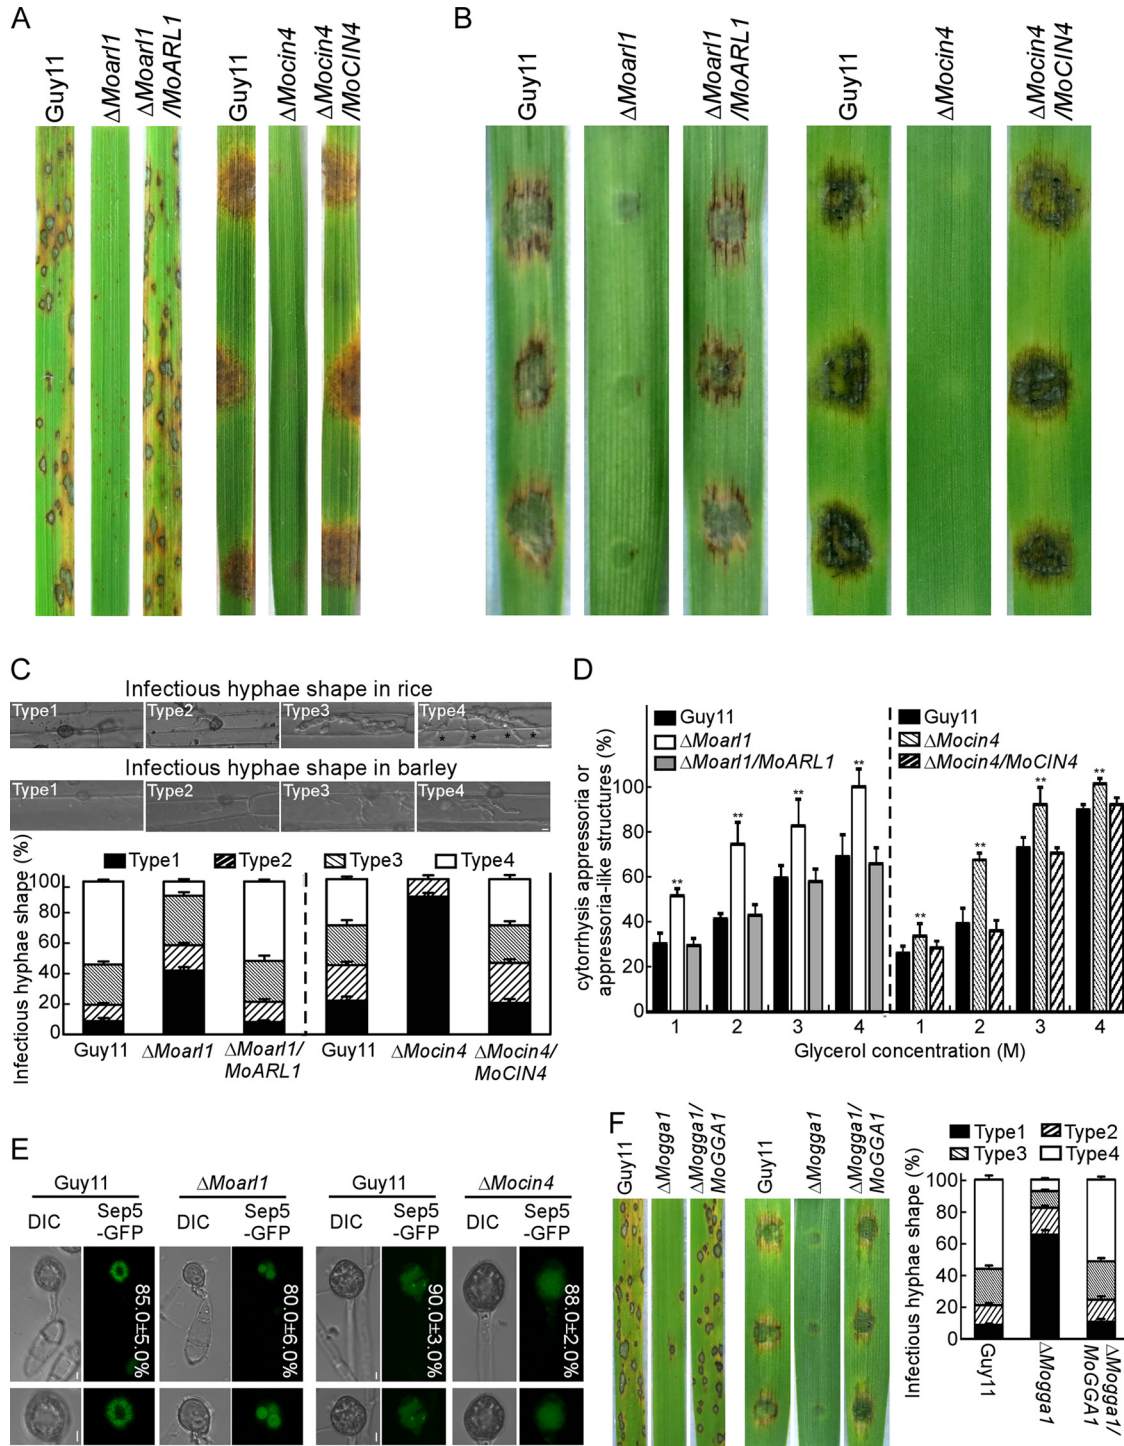 A
Guy11
ΔMoarl1
ΔMoarl1
/MoARL1
Guy11
ΔMocin4
ΔMocin4
/MoCIN4
B
Guy11
ΔMoarl1
ΔMoarl1
/MoARL1
Guy11
ΔMocin4
ΔMocin4
/MoCIN4
C
Infectious hyphae shape in rice
Type1
Type2
Type3
Type4
* * * *
Infectious hyphae shape in barley
Type1
Type2
Type3
Type4
Infectious hyphae shape (%)
Type1 Type2 Type3 Type4
100
80
60
40
20
0
Guy11
ΔMoarl1
ΔMoarl1/
MoARL1
Guy11
ΔMocin4
ΔMocin4/
MoCIN4
D
cytorrhysis appressoria or
appressoria-like structures (%)
Guy11
ΔMoarl1
ΔMoarl1/MoARL1
Guy11
ΔMocin4
ΔMocin4/MoCIN4
100
80
60
40
20
0
** ** ** ** ** ** ** **
1 2 3 4 1 2 3 4
Glycerol concentration (M)
E
Guy11
ΔMoarl1
Guy11
ΔMocin4
DIC
Sep5
-GFP
DIC
Sep5
-GFP
DIC
Sep5
-GFP
DIC
Sep5
-GFP
85.0±5.0%
80.0±6.0%
90.0±3.0%
88.0±2.0%
F
Guy11
ΔMogga1
ΔMogga1/
MoGGA1
Guy11
ΔMogga1
ΔMogga1/
MoGGA1
Type1 Type2
Type3 Type4
Infectious hyphae shape (%)
100
80
60
40
20
0
Guy11
ΔMogga1
ΔMogga1/
MoGGA1